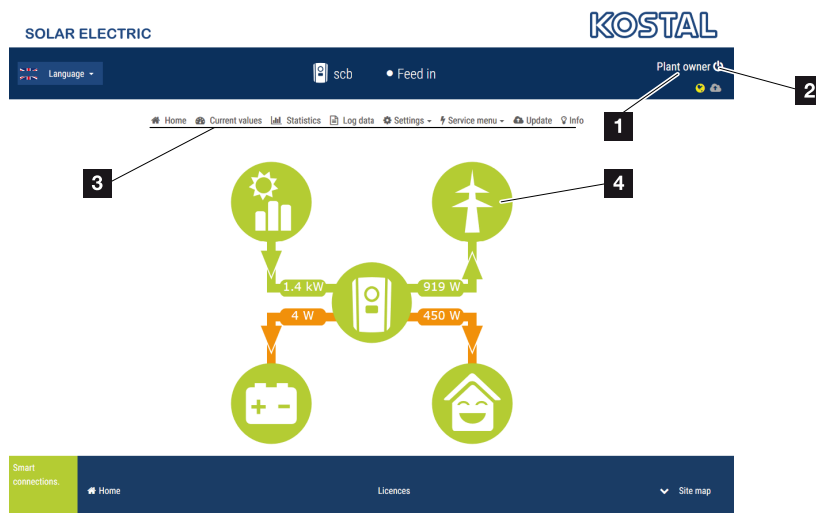 SOLAR ELECTRIC
KOSTAL
Language
scb
Feed in
Plant owner
2
1
Home Current values Statistics Log data Settings Service menu Update Info
3
4
1.4 kW
919 W
4 W
450 W
Smart
connections.
Home
Licences
Site map